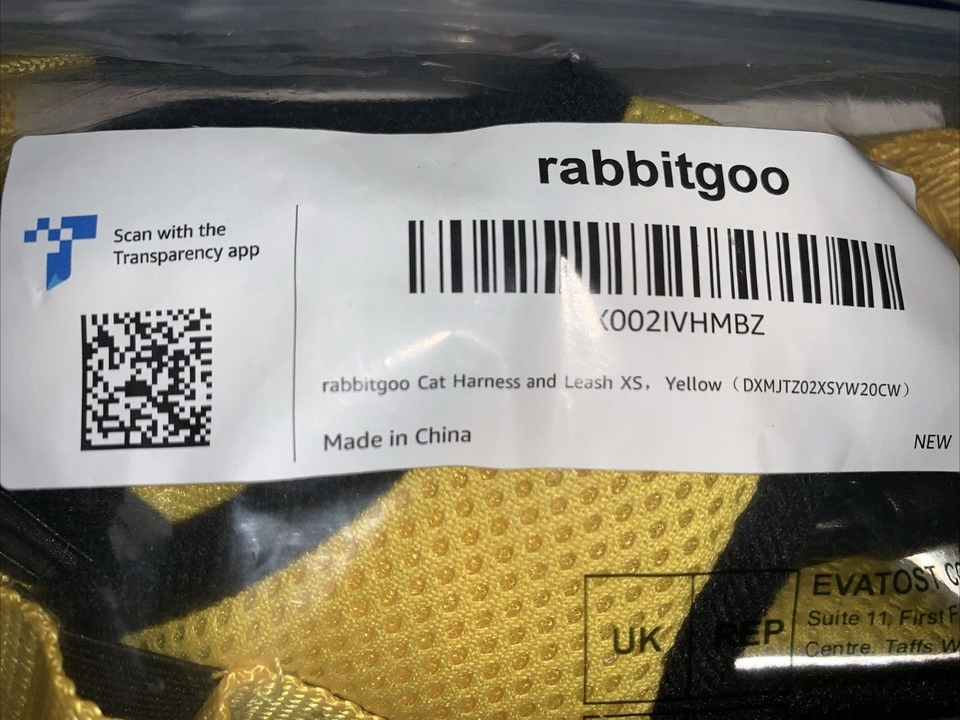 rabbitgoo
Scan with the
Transparency app
X002IVHMBZ
rabbitgoo Cat Harness and Leash XS, Yellow（DXMJTZ02XSYW20CW）
Made in China
NEW
UK REP
EVATOST
Suite 11, First
Centre, Taffs